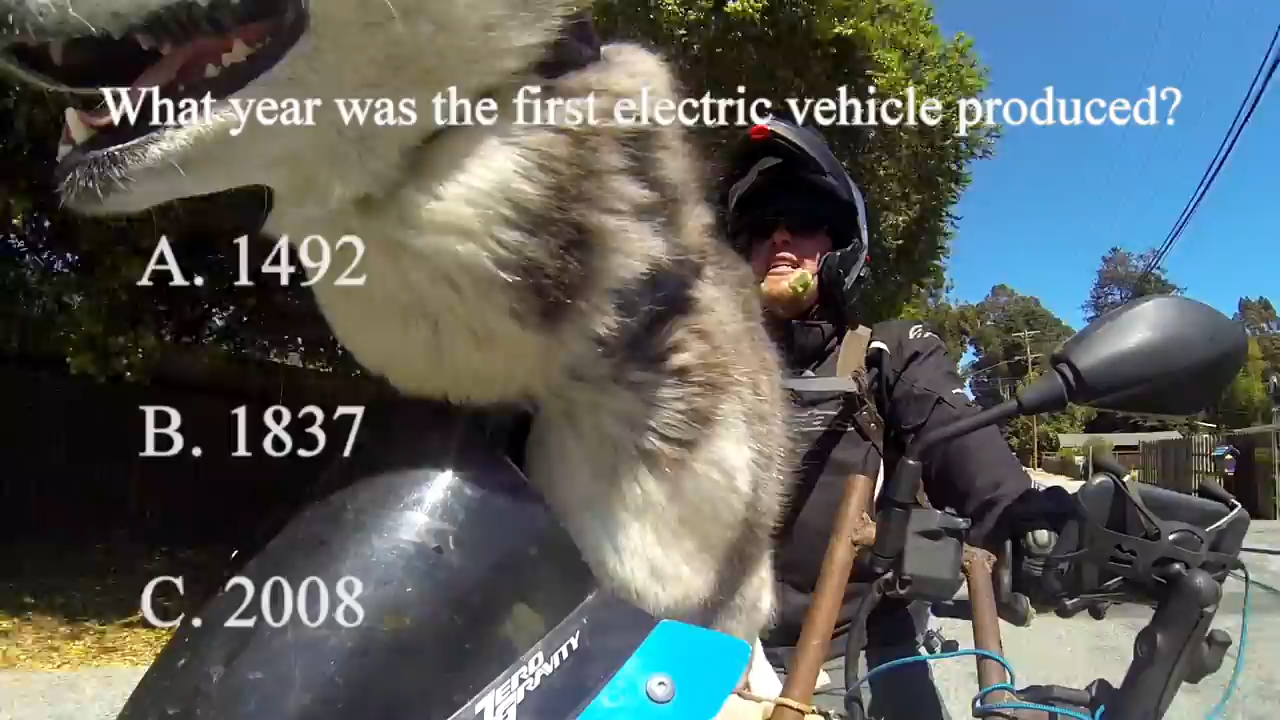 What year was the first electric vehicle produced?
A. 1492
B. 1837
C. 2008
ZERO
GRAVITY